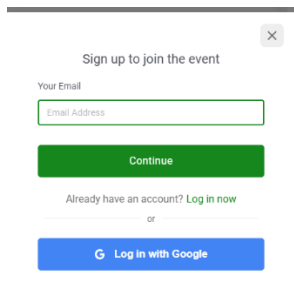 Sign up to join the event
Your Email
Email Address
Continue
Already have an account? Log in now
or
G Log in with Google